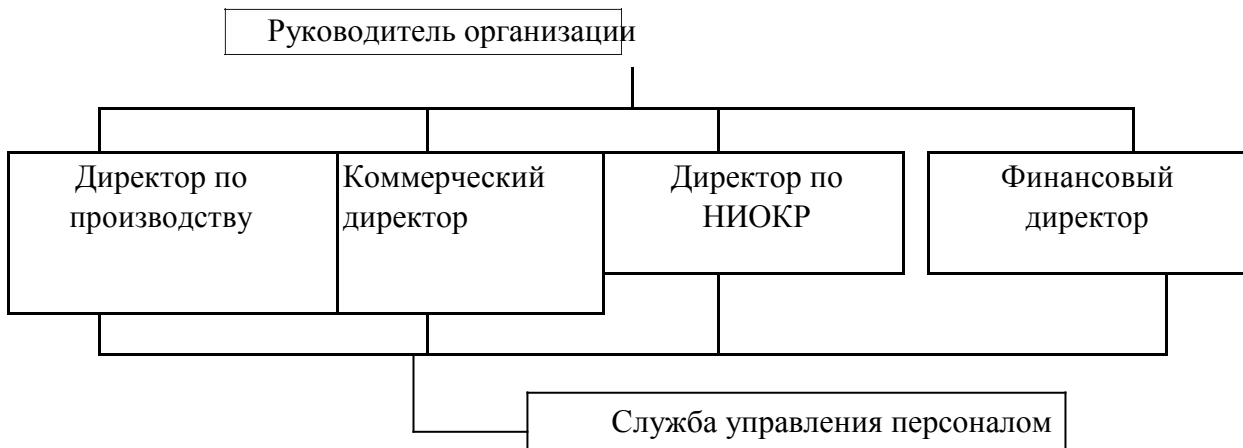 Руководитель организации
Директор по
производству
Коммерческий
директор
Директор по
НИОКР
Финансовый
директор
Служба управления персоналом